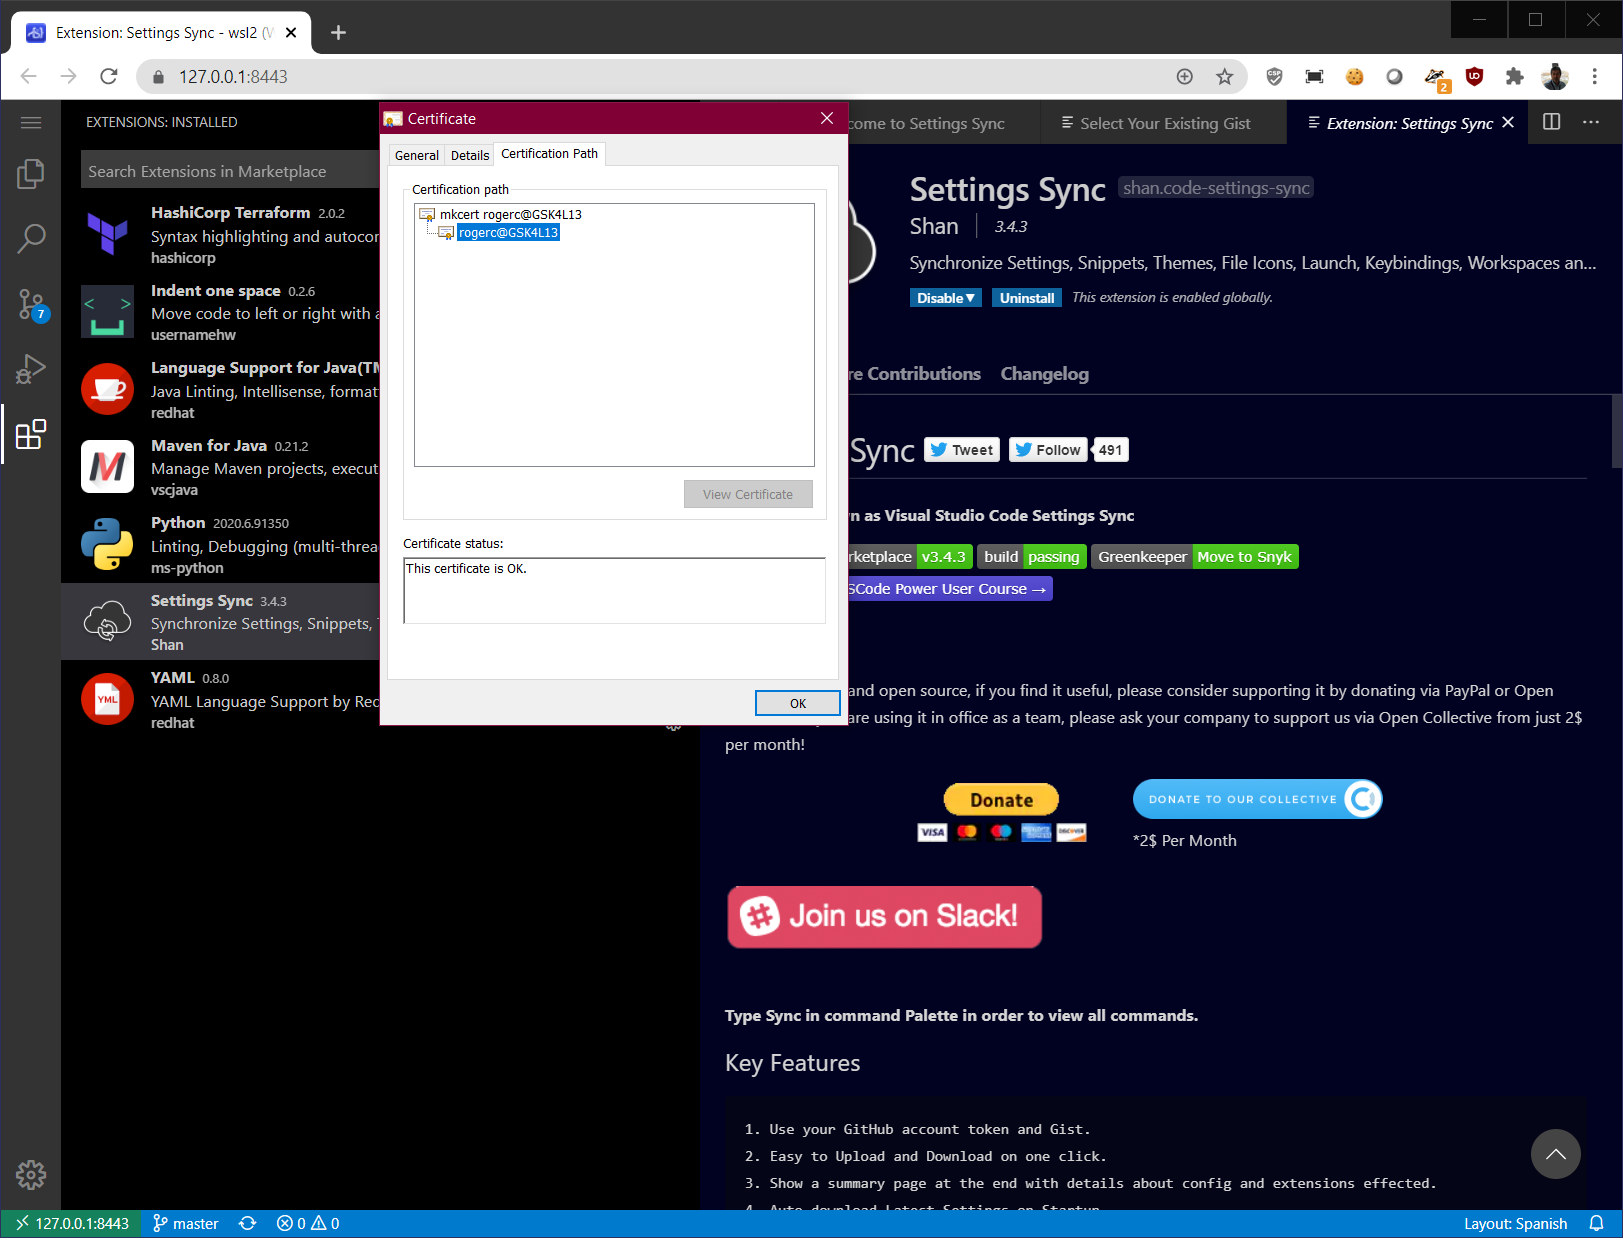 Extension: Settings Sync - wsl2 (
127.0.0.1:8443
CSP
2
EXTENSIONS: INSTALLED
Search Extensions in Marketplace
HashiCorp Terraform 2.0.2
Syntax highlighting and autocor
hashicorp
Indent one space 0.2.6
Move code to left or right with a
usernamehw
Language Support for Java(TM
Java Linting, Intellisense, format
redhat
Maven for Java 0.21.2
Manage Maven projects, execut
vscjava
Python 2020.6.91350
Linting, Debugging (multi-threa
ms-python
Settings Sync 3.4.3
Synchronize Settings, Snippets,
Shan
YML
YAML 0.8.0
YAML Language Support by Rec
redhat
7
Certificate
General
Details
Certification Path
Certification path
mkcert rogerc@GSK4L13
rogerc@GSK4L13
View Certificate
Certificate status:
This certificate is OK.
OK
come to Settings Sync
Select Your Existing Gist
Extension: Settings Sync
Settings Sync shan.code-settings-sync
Shan 3.4.3
Synchronize Settings, Snippets, Themes, File Icons, Launch, Keybindings, Workspaces an...
Disable Uninstall This extension is enabled globally.
re Contributions Changelog
Sync Tweet Follow 491
n as Visual Studio Code Settings Sync
rketplace v3.4.3 build passing Greenkeeper Move to Snyk
SCode Power User Course →
and open source, if you find it useful, please consider supporting it by donating via PayPal or Open
are using it in office as a team, please ask your company to support us via Open Collective from just 2$
per month!
Donate
VISA
DISCOVER
DONATE TO OUR COLLECTIVE
*2$ Per Month
Join us on Slack!
Type Sync in command Palette in order to view all commands.
Key Features
1. Use your GitHub account token and Gist.
2. Easy to Upload and Download on one click.
3. Show a summary page at the end with details about config and extensions effected.
4. Auto download Latest Settings on Startup.
127.0.0.1:8443 master 0 0
Layout: Spanish